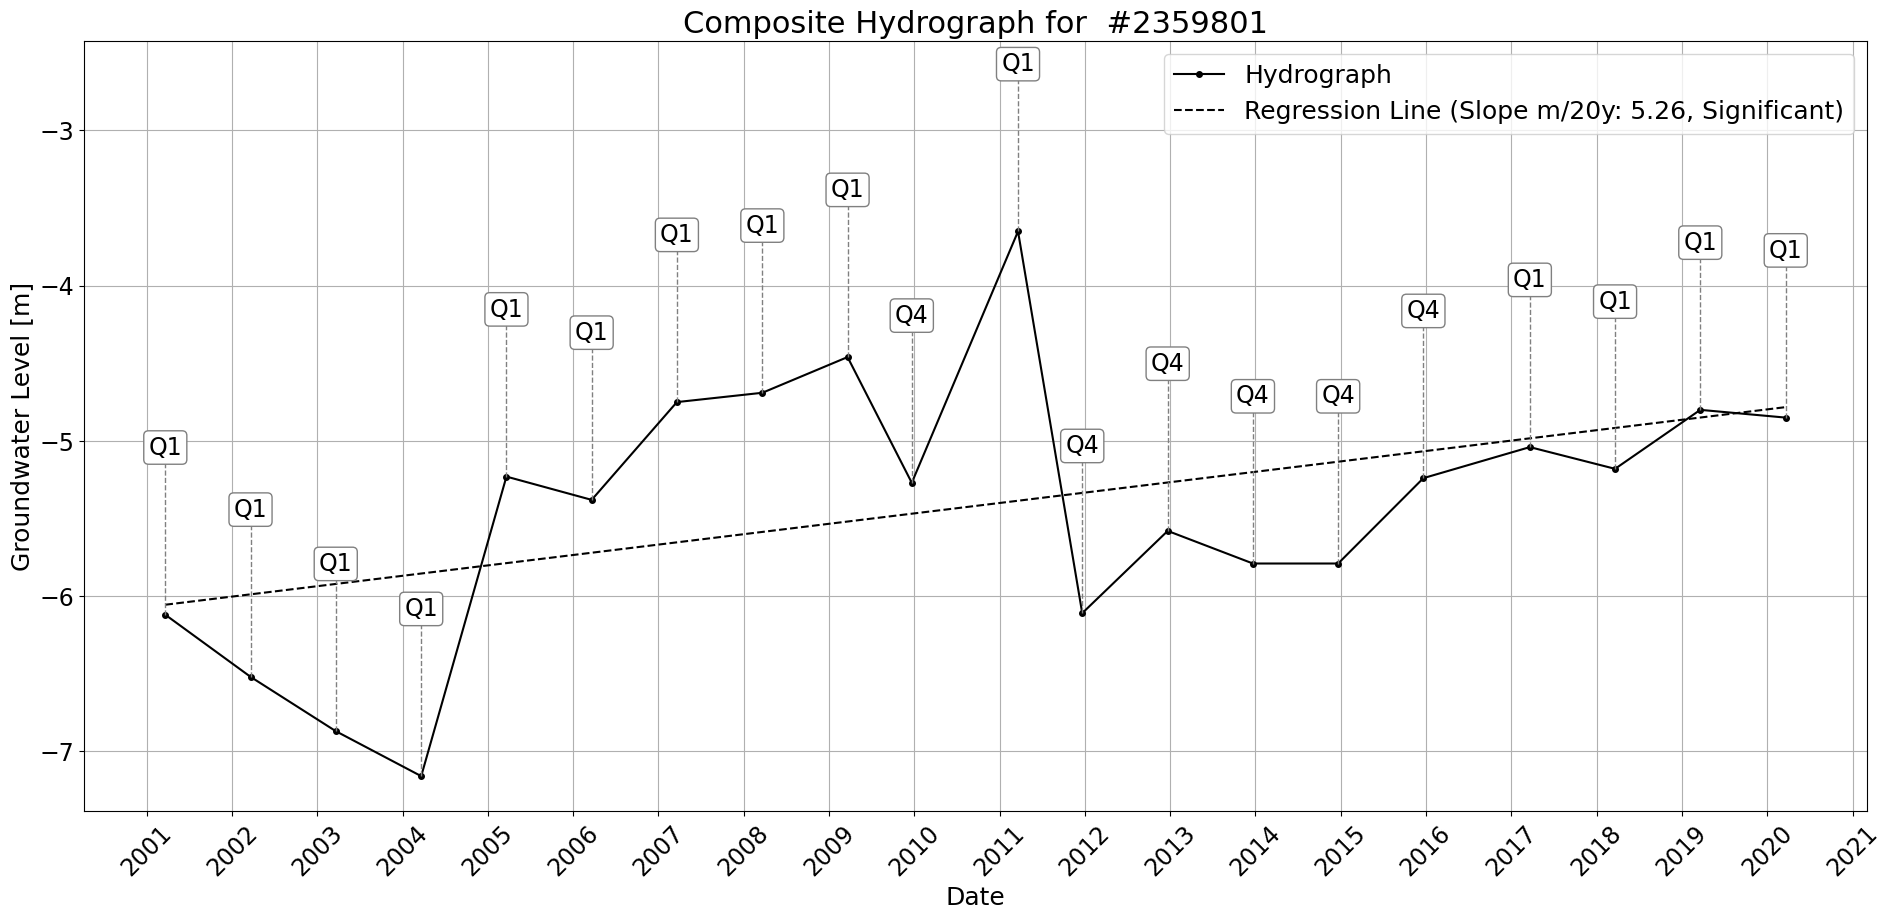 Composite Hydrograph for  #2359801
Hydrograph
Regression Line (Slope m/20y: 5.26, Significant)
Groundwater Level [m]
−3
−4
−5
−6
−7
Q1
Q1
Q1
Q1
Q1
Q1
Q1
Q1
Q1
Q4
Q1
Q4
Q4
Q4
Q4
Q4
Q1
Q1
Q1
Q1
2001
2002
2003
2004
2005
2006
2007
2008
2009
2010
2011
2012
2013
2014
2015
2016
2017
2018
2019
2020
2021
Date